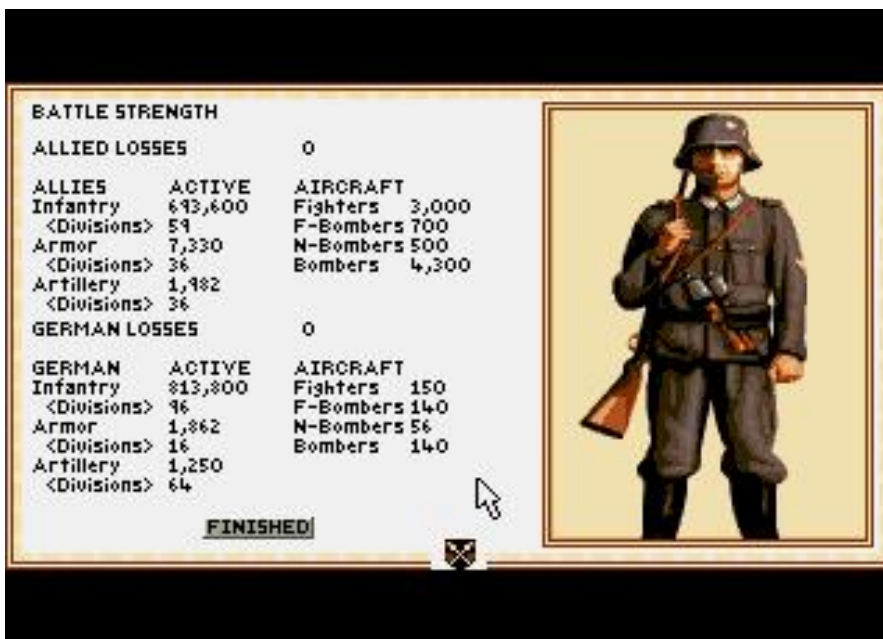 BATTLE STRENGTH
ALLIED LOSSES 0
ALLIES ACTIVE AIRCRAFT
Infantry 693,600 Fighters 3,000
<Divisions> 59 F-Bombers 700
Armor 7,330 N-Bombers 500
<Divisions> 36 Bombers 4,300
Artillery 1,982
<Divisions> 36
GERMAN LOSSES 0
GERMAN ACTIVE AIRCRAFT
Infantry 813,800 Fighters 150
<Divisions> 96 F-Bombers 140
Armor 1,862 N-Bombers 56
<Divisions> 16 Bombers 140
Artillery 1,250
<Divisions> 64
FINISHED